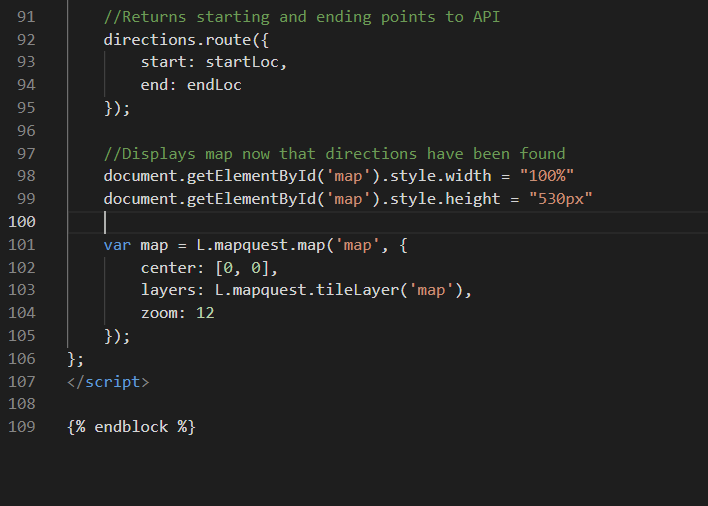 91 //Returns starting and ending points to API
92 directions.route({
93 start: startLoc,
94 end: endLoc
95 });
96
97 //Displays map now that directions have been found
98 document.getElementById('map').style.width = "100%"
99 document.getElementById('map').style.height = "530px"
100
101 var map = L.mapquest.map('map', {
102 center: [0, 0],
103 layers: L.mapquest.tileLayer('map'),
104 zoom: 12
105 });
106 };
107 </script>
108
109 {% endblock %}